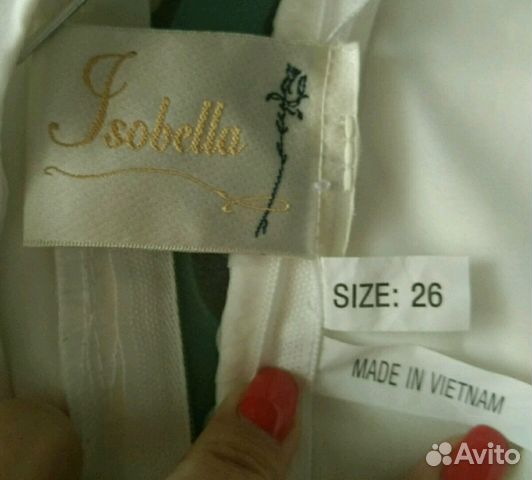 Isobella
SIZE: 26
MADE IN VIETNAM
Avito